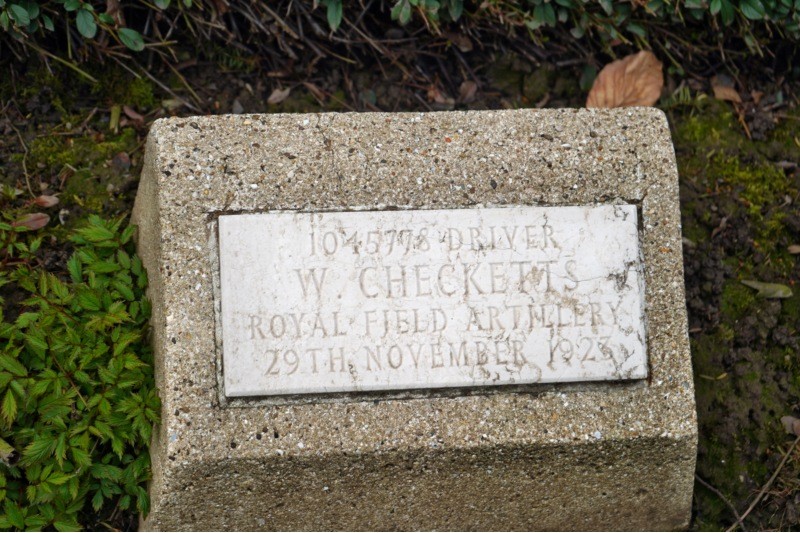 1045778 DRIVER
W. CHECKETTS
ROYAL FIELD ARTILLERY
29TH NOVEMBER 1923